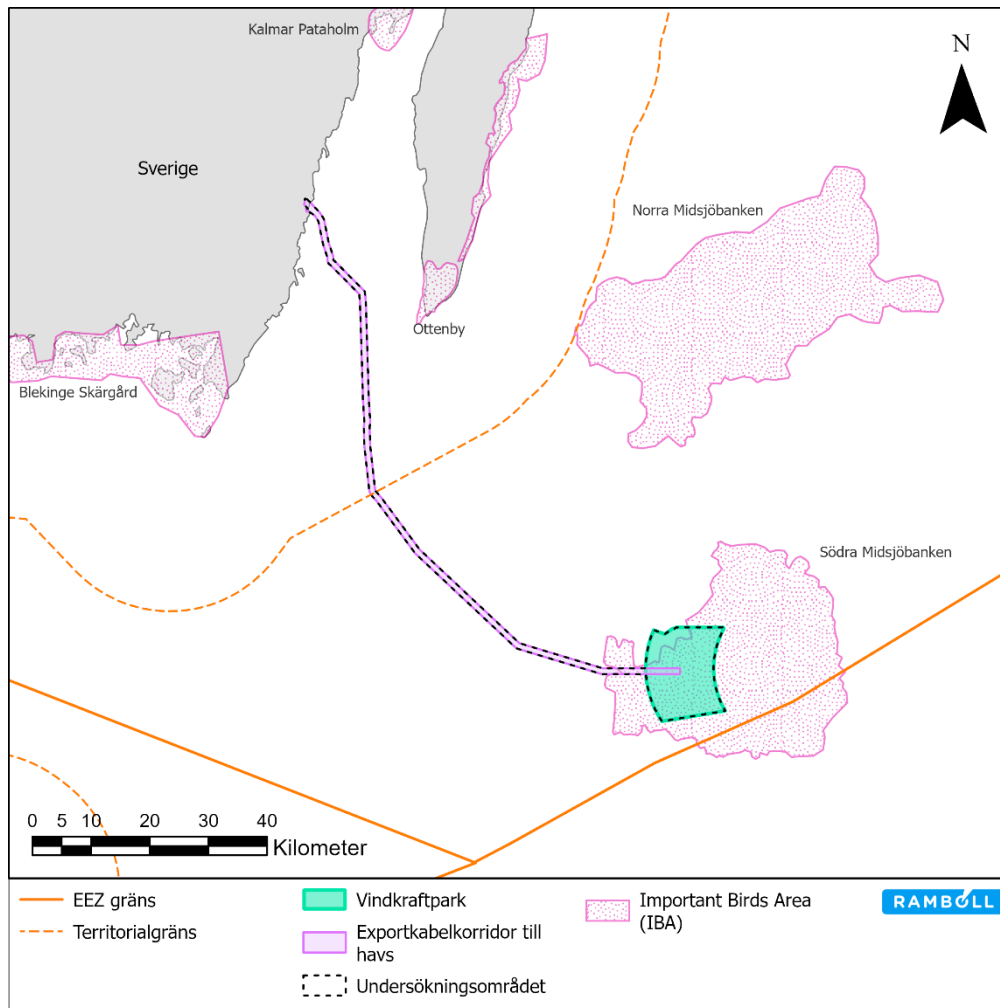 Kalmar Pataholm
N
Sverige
Norra Midsjöbanken
Ottenby
Blekinge Skärgård
Södra Midsjöbanken
0 5 10 20 30 40
Kilometer
EEZ gräns
Territorialgräns
Vindkraftpark
Exportkabelkorridor till
havs
Undersökningsområdet
Important Birds Area
(IBA)
RAMBOLL